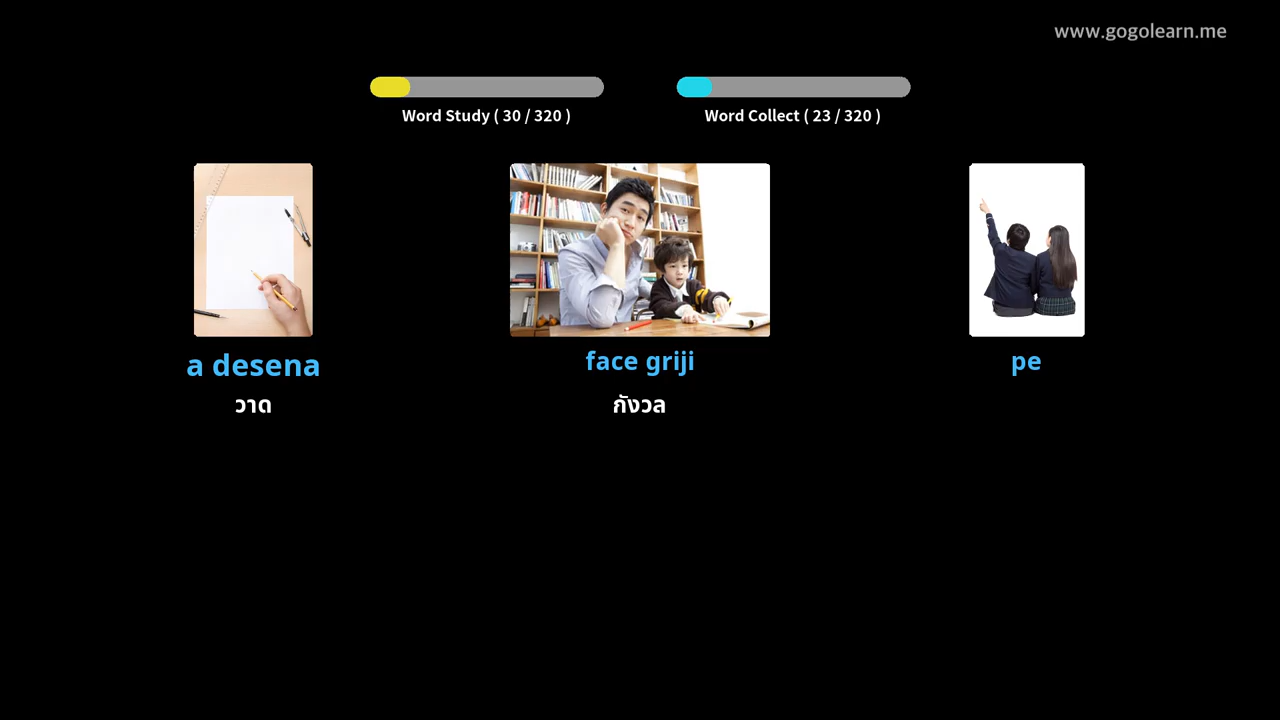 www.gogolearn.me
Word Study ( 30 / 320 )
Word Collect ( 23 / 320 )
a desena
face griji
pe
วาด
กังวล